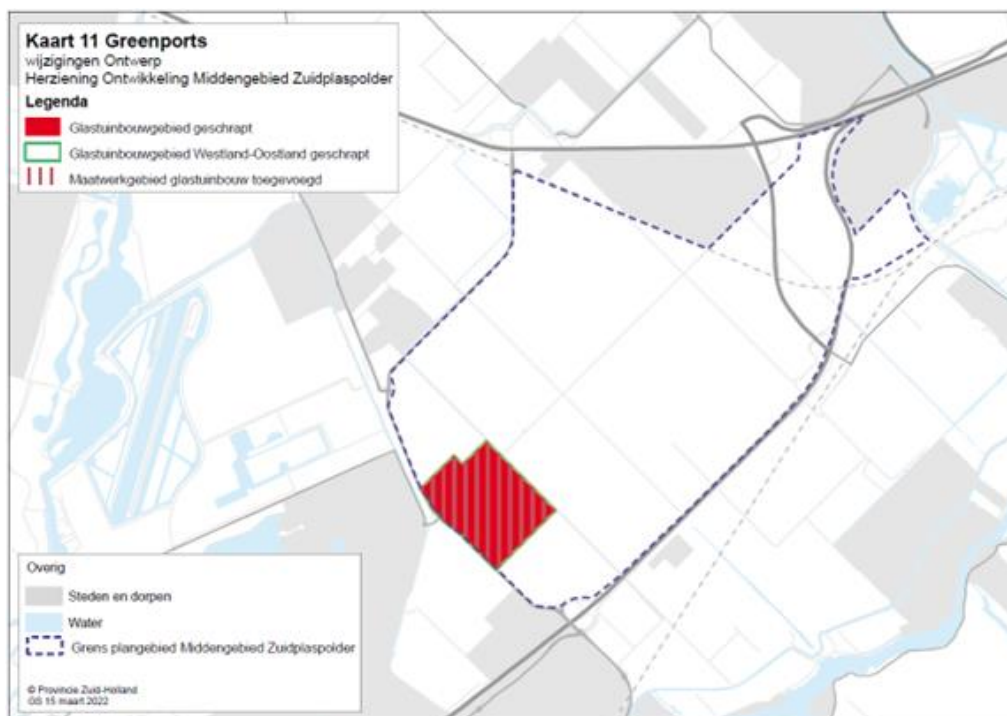 Kaart 11 Greenports
wijzigingen Ontwerp
Herziening Ontwikkeling Middengebied Zuidplaspolder
Legenda
Glastuinbouwgebied geschrapt
Glastuinbouwgebied Westland-Oostland geschrapt
Maatwerkgebied glastuinbouw toegevoegd
Overig
Steden en dorpen
Water
Grens plangebied Middengebied Zuidplaspolder
© Provincie Zuid-Holland
GS 15 maart 2022